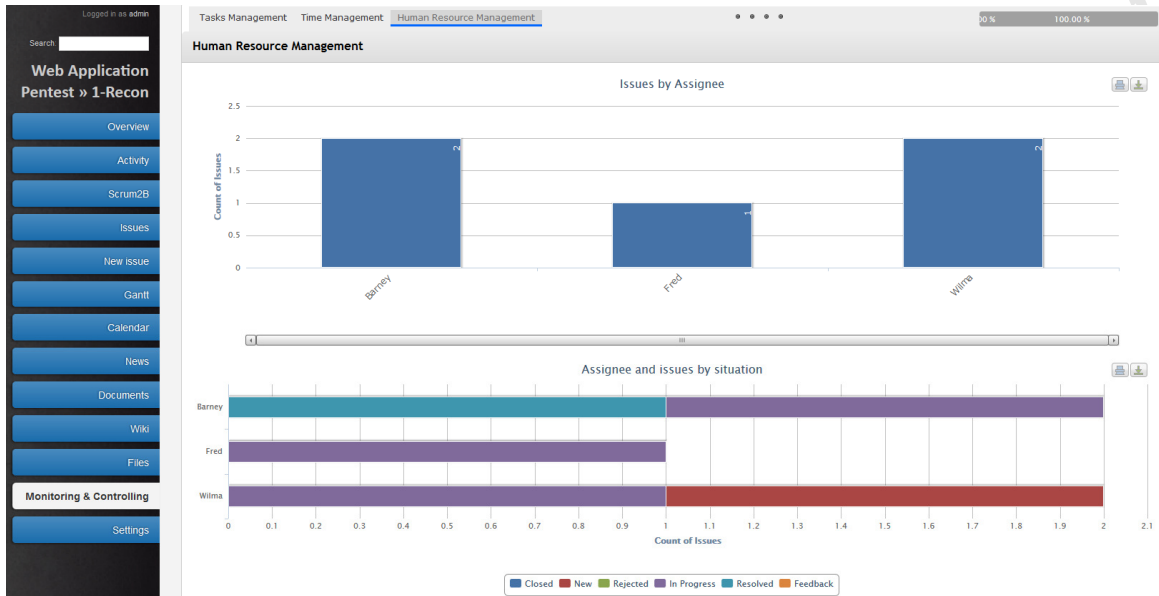 Logged in as admin
Search:
Web Application
Pentest » 1-Recon
Overview
Activity
Scrum2B
Issues
New issue
Gantt
Calendar
News
Documents
Wiki
Files
Monitoring & Controlling
Settings
Tasks Management Time Management Human Resource Management
100.00 %
Human Resource Management
Issues by Assignee
Count of Issues
2.5
2
1.5
1
0.5
0
2
1
2
Barney
Fred
Wilma
Assignee and issues by situation
Barney
Fred
Wilma
0 0.1 0.2 0.3 0.4 0.5 0.6 0.7 0.8 0.9 1 1.1 1.2 1.3 1.4 1.5 1.6 1.7 1.8 1.9 2 2.1
Count of Issues
Closed New Rejected In Progress Resolved Feedback